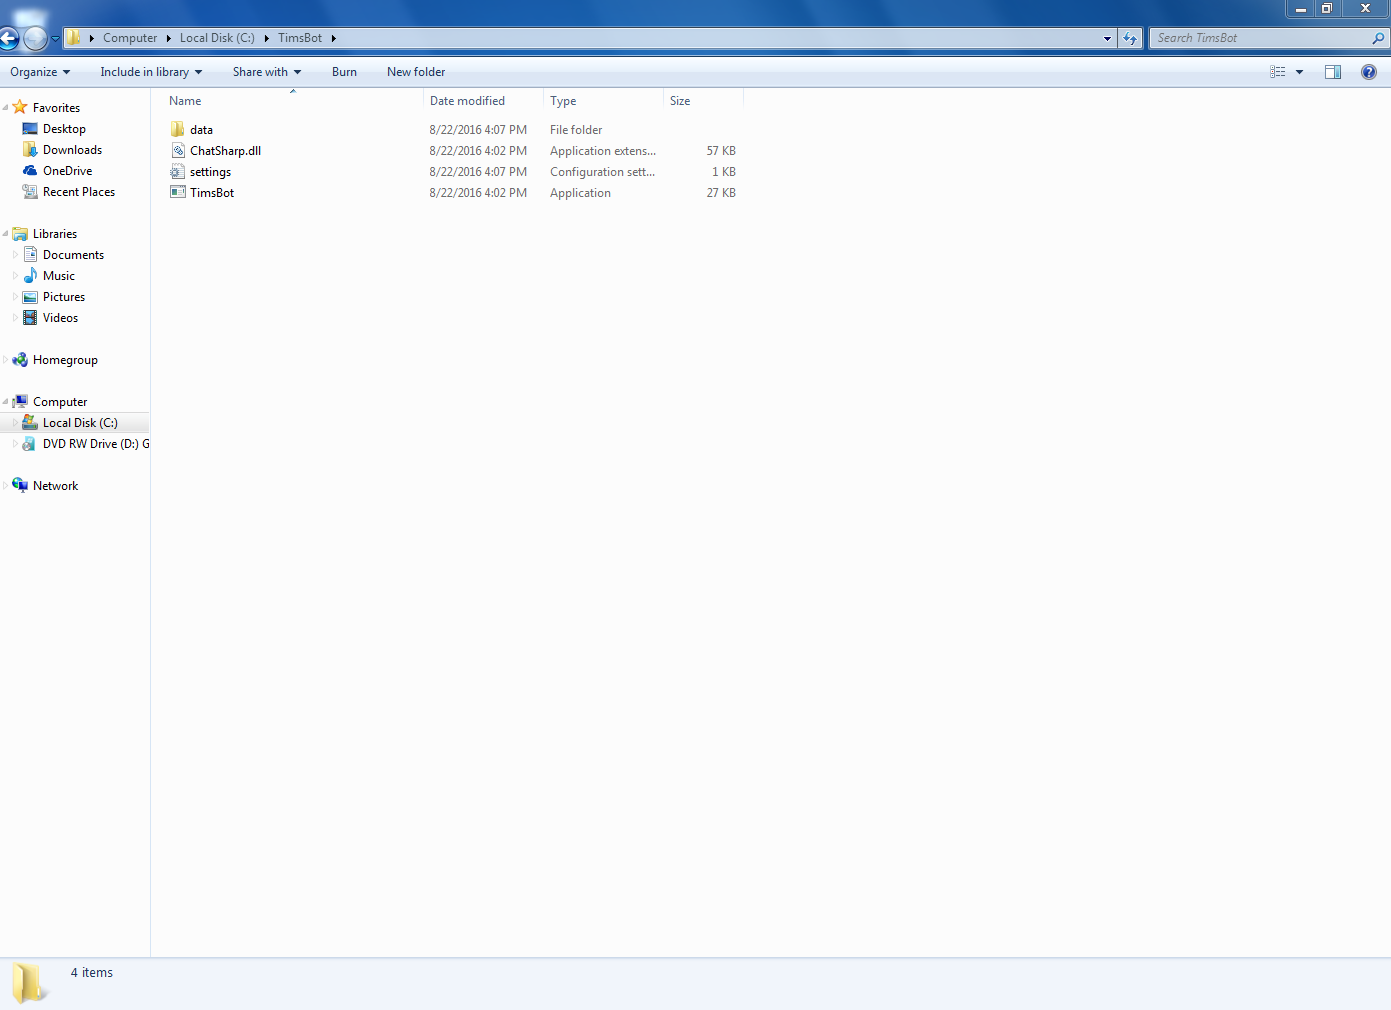 Computer Local Disk (C:) TimsBot
Search TimsBot
Organize Include in library Share with Burn New folder
Name Date modified Type Size
Favorites
Desktop
Downloads
OneDrive
Recent Places
Libraries
Documents
Music
Pictures
Videos
Homegroup
Computer
Local Disk (C:)
DVD RW Drive (D:) G
Network
data 8/22/2016 4:07 PM File folder
ChatSharp.dll 8/22/2016 4:02 PM Application extens... 57 KB
settings 8/22/2016 4:07 PM Configuration sett... 1 KB
TimsBot 8/22/2016 4:02 PM Application 27 KB
4 items